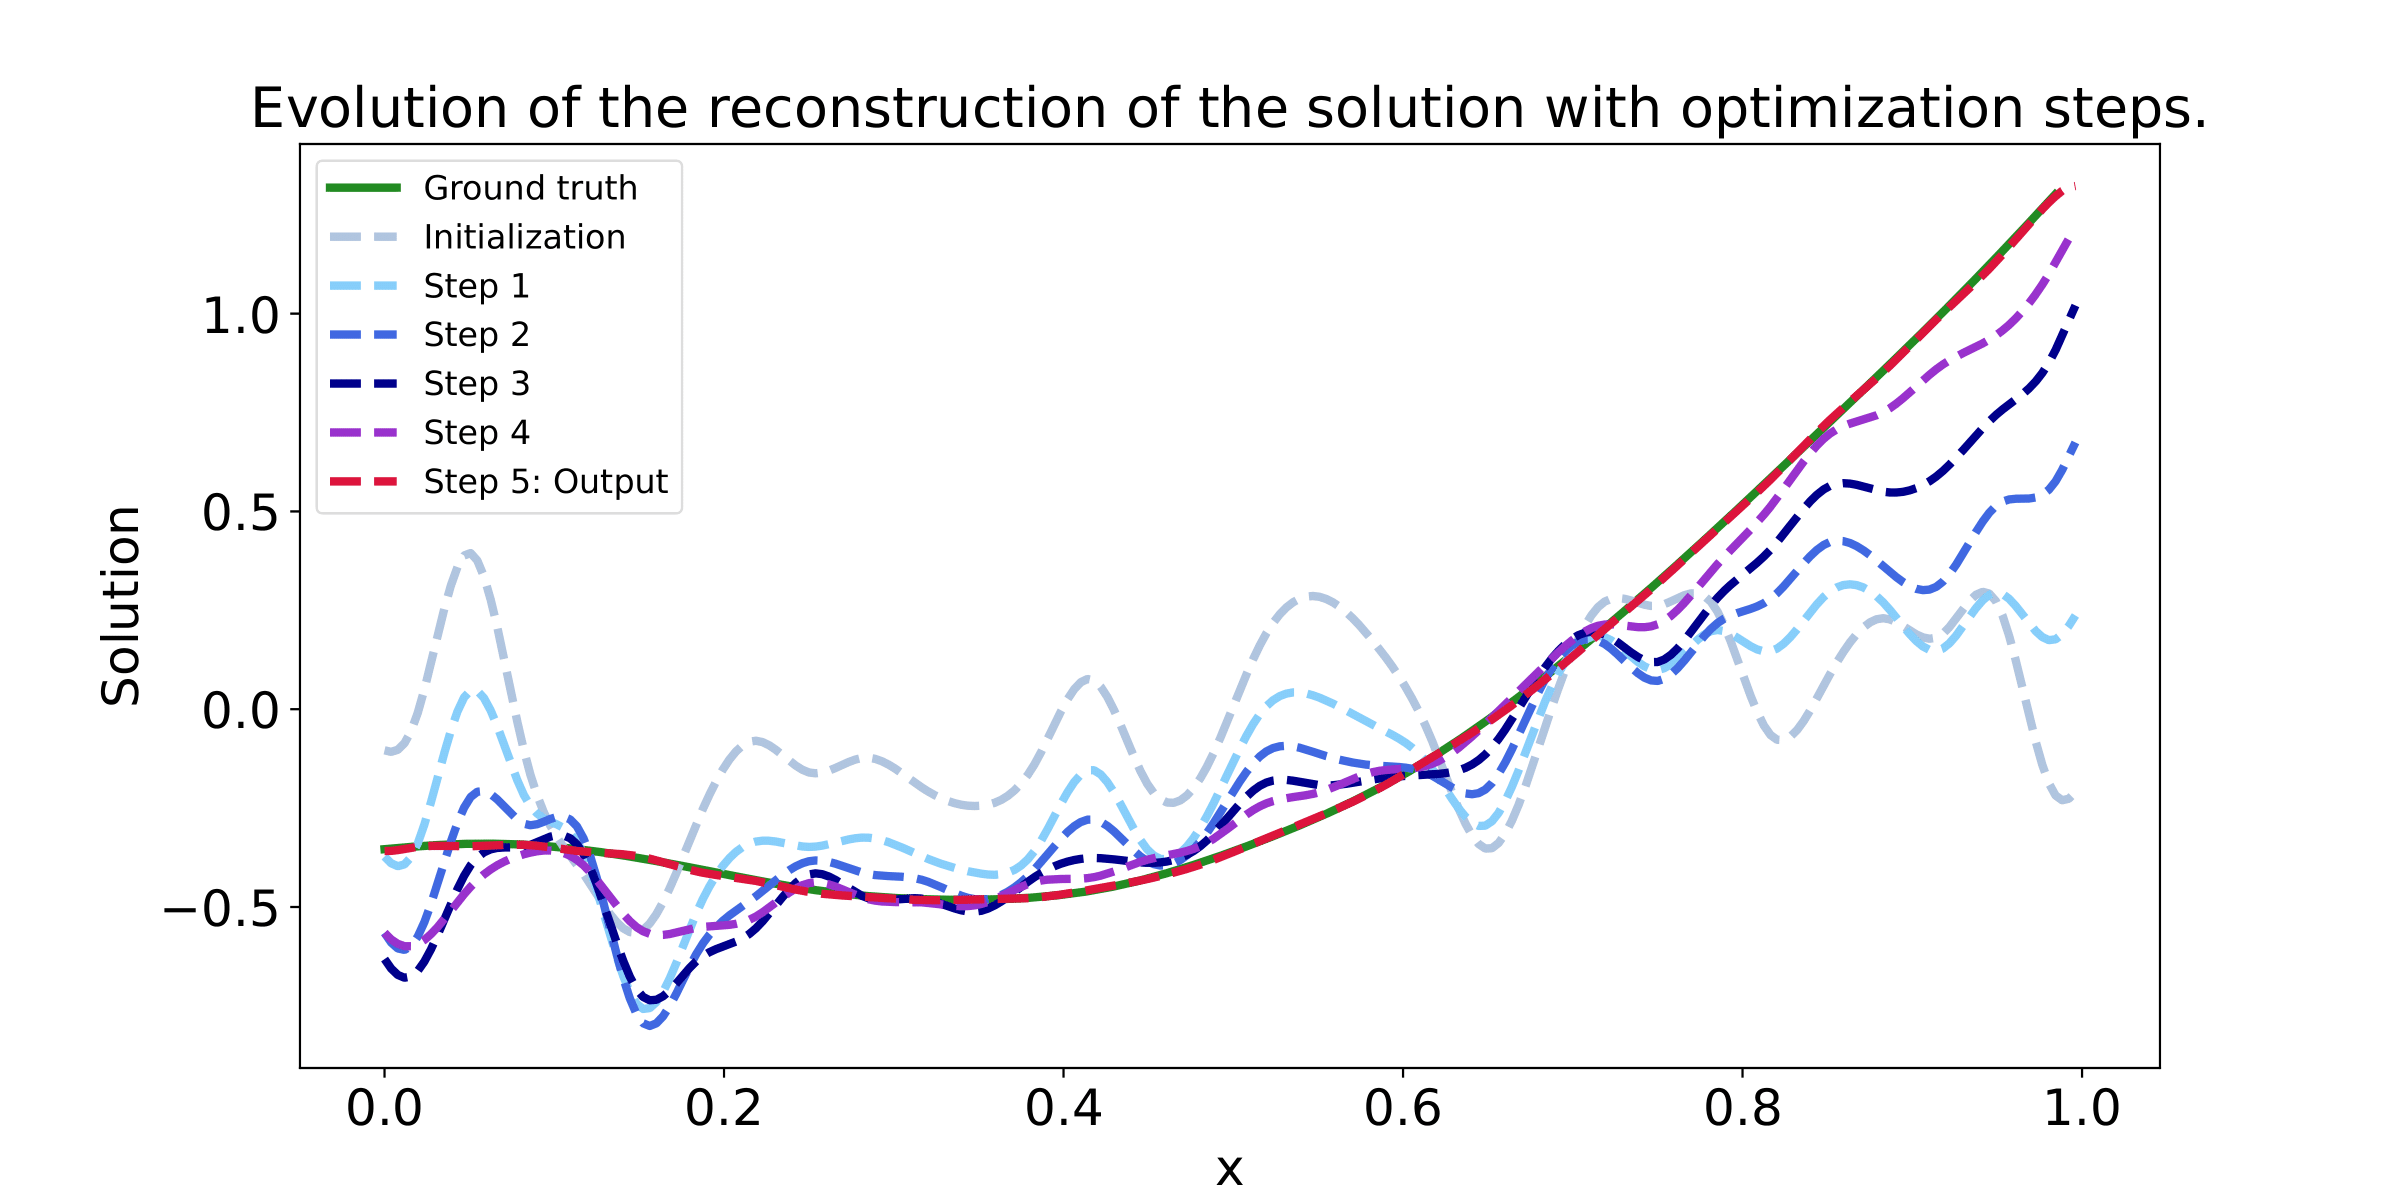 Evolution of the reconstruction of the solution with optimization steps.
Ground truth
Initialization
Step 1
Step 2
Step 3
Step 4
Step 5: Output
Solution
1.0
0.5
0.0
−0.5
0.0 0.2 0.4 0.6 0.8 1.0
x